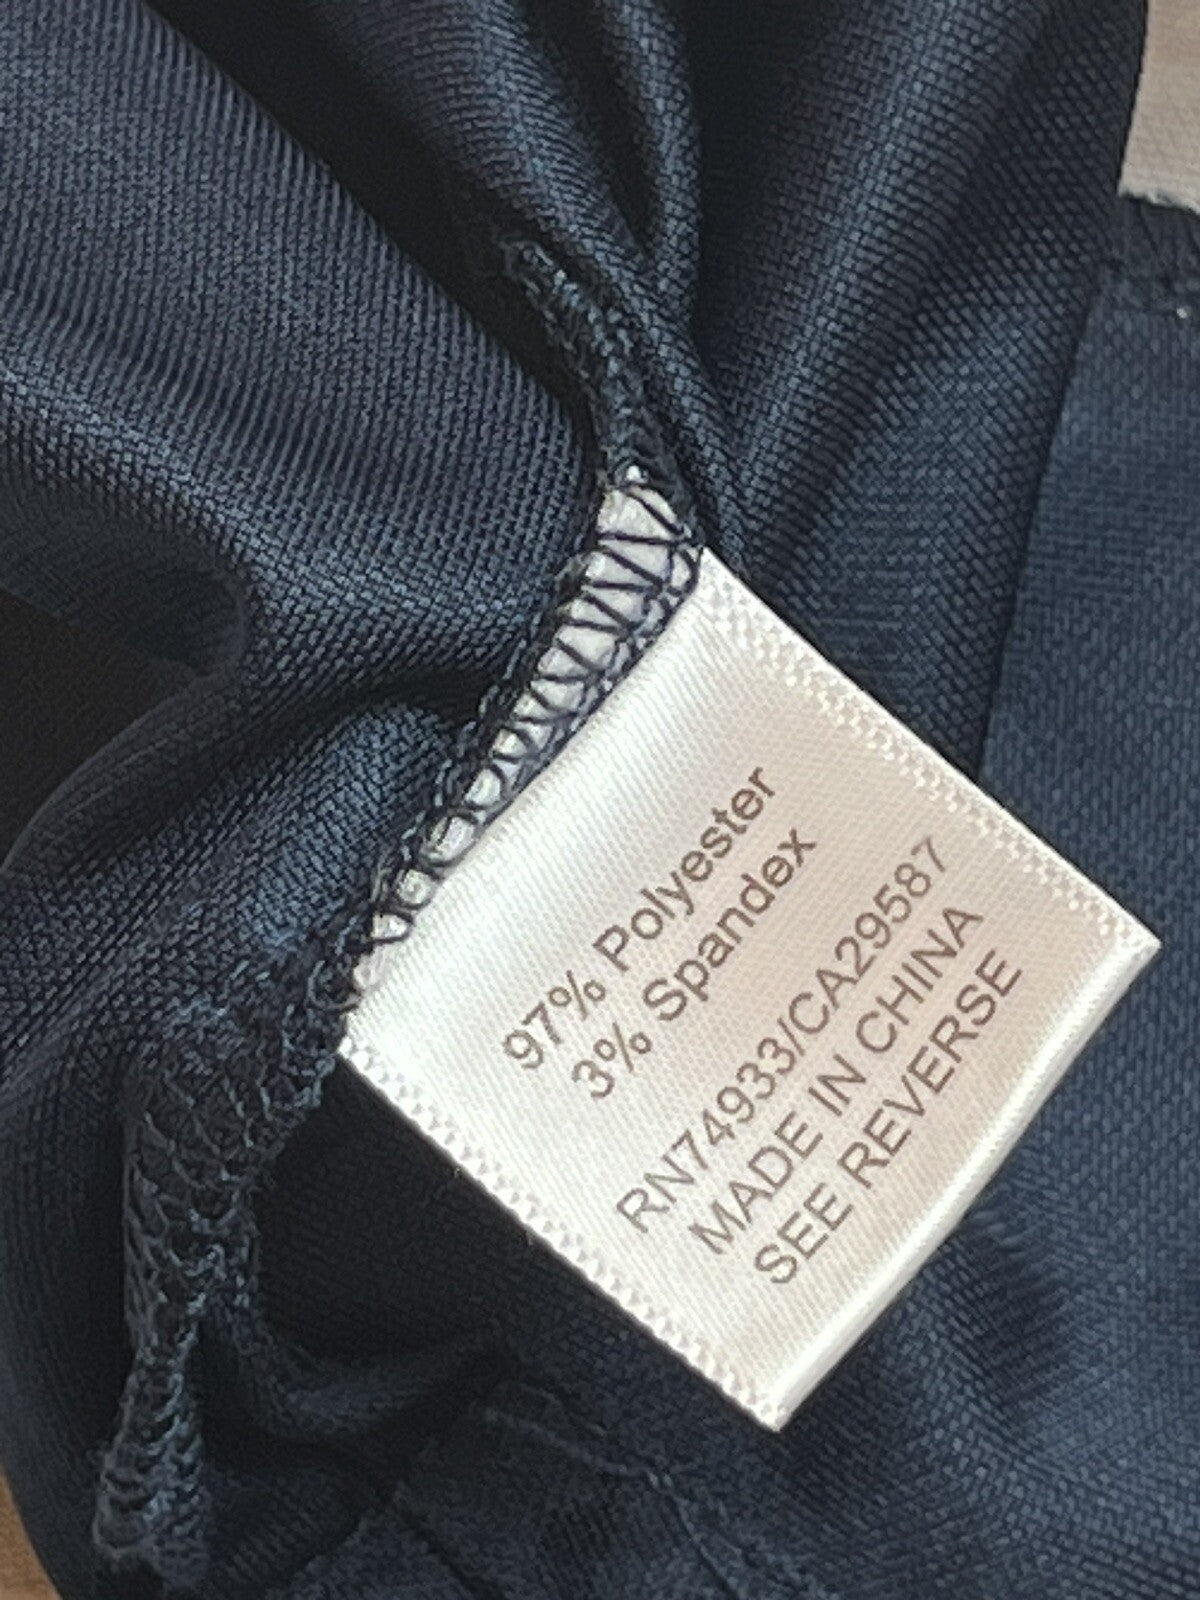 97% Polyester
3% Spandex
RN74933/CA29587
MADE IN CHINA
SEE REVERSE